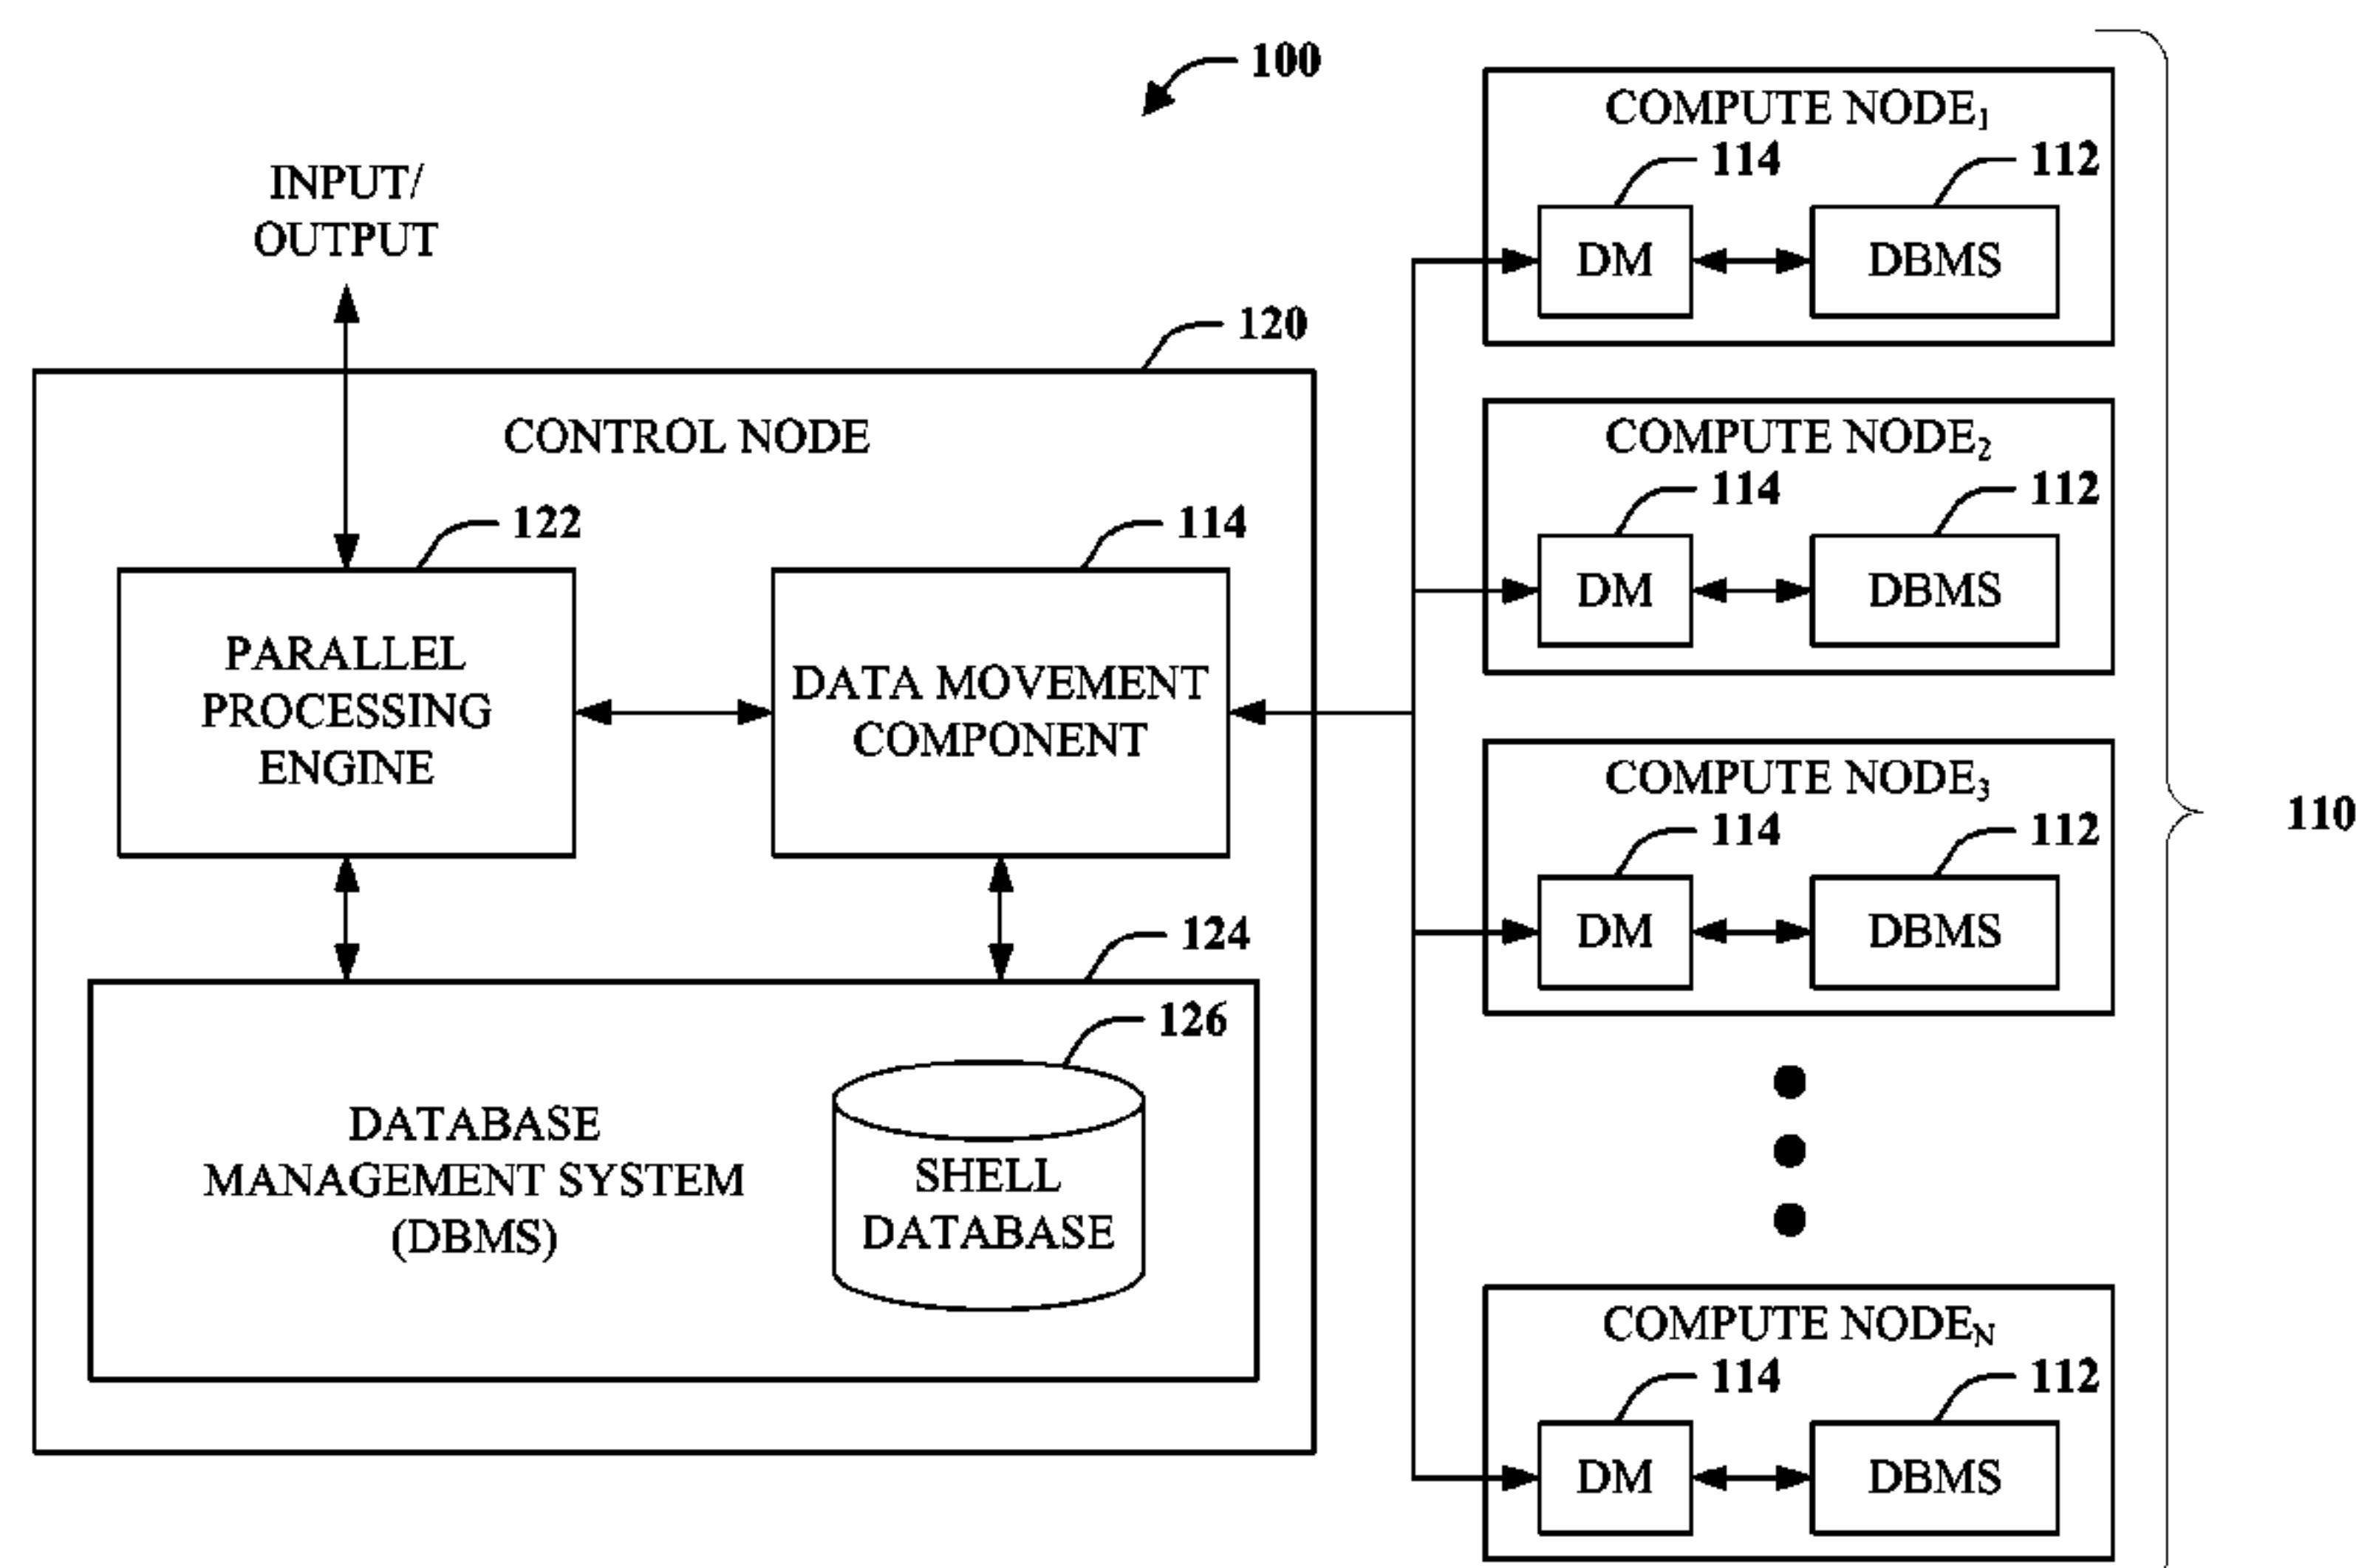 100
INPUT/
OUTPUT
120
CONTROL NODE
122
114
PARALLEL
PROCESSING
ENGINE
DATA MOVEMENT
COMPONENT
124
126
DATABASE
MANAGEMENT SYSTEM
(DBMS)
SHELL
DATABASE
COMPUTE NODE1
114
112
DM
DBMS
COMPUTE NODE2
114
112
DM
DBMS
COMPUTE NODE3
114
112
DM
DBMS
COMPUTE NODEN
114
112
DM
DBMS
110